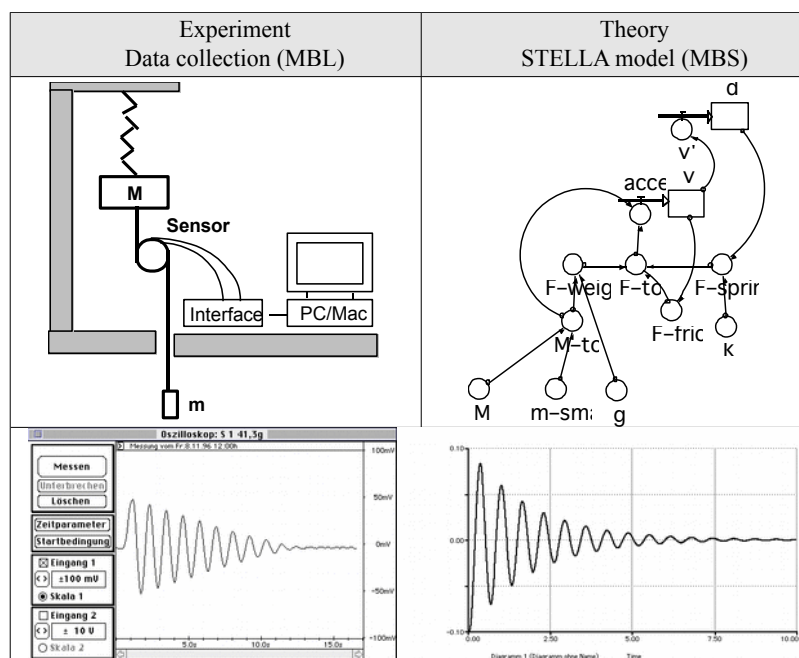 Experiment
Data collection (MBL)
Theory
STELLA model (MBS)
M
Sensor
Interface
PC/Mac
m
d
v'
v
acce
F-weig
F-to
F-sprin
F-fric
M-to
k
M
m-sma
g
Oszilloskop: S 1 41,3g
Messung vom Fr.8.11.96 12:00h
Messen
Unterbrechen
Löschen
Zeitparameter
Startbedingung
Eingang 1
<> ±100 mV
Skala 1
Eingang 2
<> ± 10 V
Skala 2
100mV
50mV
0mV
-50mV
-100mV
5.0s
10.0s
15.0s
0.10
0.00
-0.10
0.00
2.50
5.00
7.50
10.00
Diagramm 1 (Diagramm ohne Name)
Time